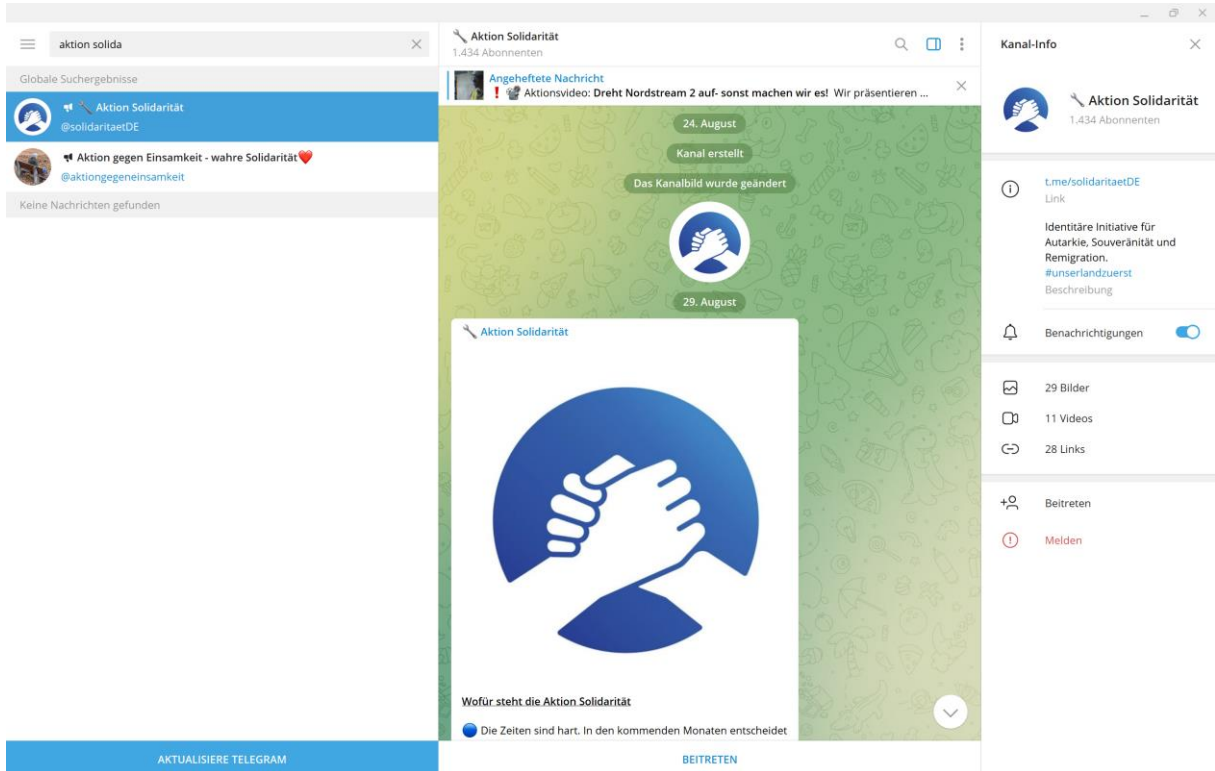 aktion solida
Globale Suchergebnisse
Aktion Solidarität
@solidaritaetDE
Aktion gegen Einsamkeit - wahre Solidarität❤️
@aktiongegeneinsamkeit
Keine Nachrichten gefunden
AKTUALISIERE TELEGRAM
🔧 Aktion Solidarität
1.434 Abonnenten
Angeheftete Nachricht
❗️📽 Aktionsvideo: Dreht Nordstream 2 auf- sonst machen wir es! Wir präsentieren ...
24. August
Kanal erstellt
Das Kanalbild wurde geändert
29. August
🔧 Aktion Solidarität
Wofür steht die Aktion Solidarität
🔵 Die Zeiten sind hart. In den kommenden Monaten entscheidet
BEITRETEN
Kanal-Info
🔧 Aktion Solidarität
1.434 Abonnenten
t.me/solidaritaetDE
Link
Identitäre Initiative für
Autarkie, Souveränität und
Remigration.
#unserlandzuerst
Beschreibung
Benachrichtigungen
29 Bilder
11 Videos
28 Links
Beitreten
Melden